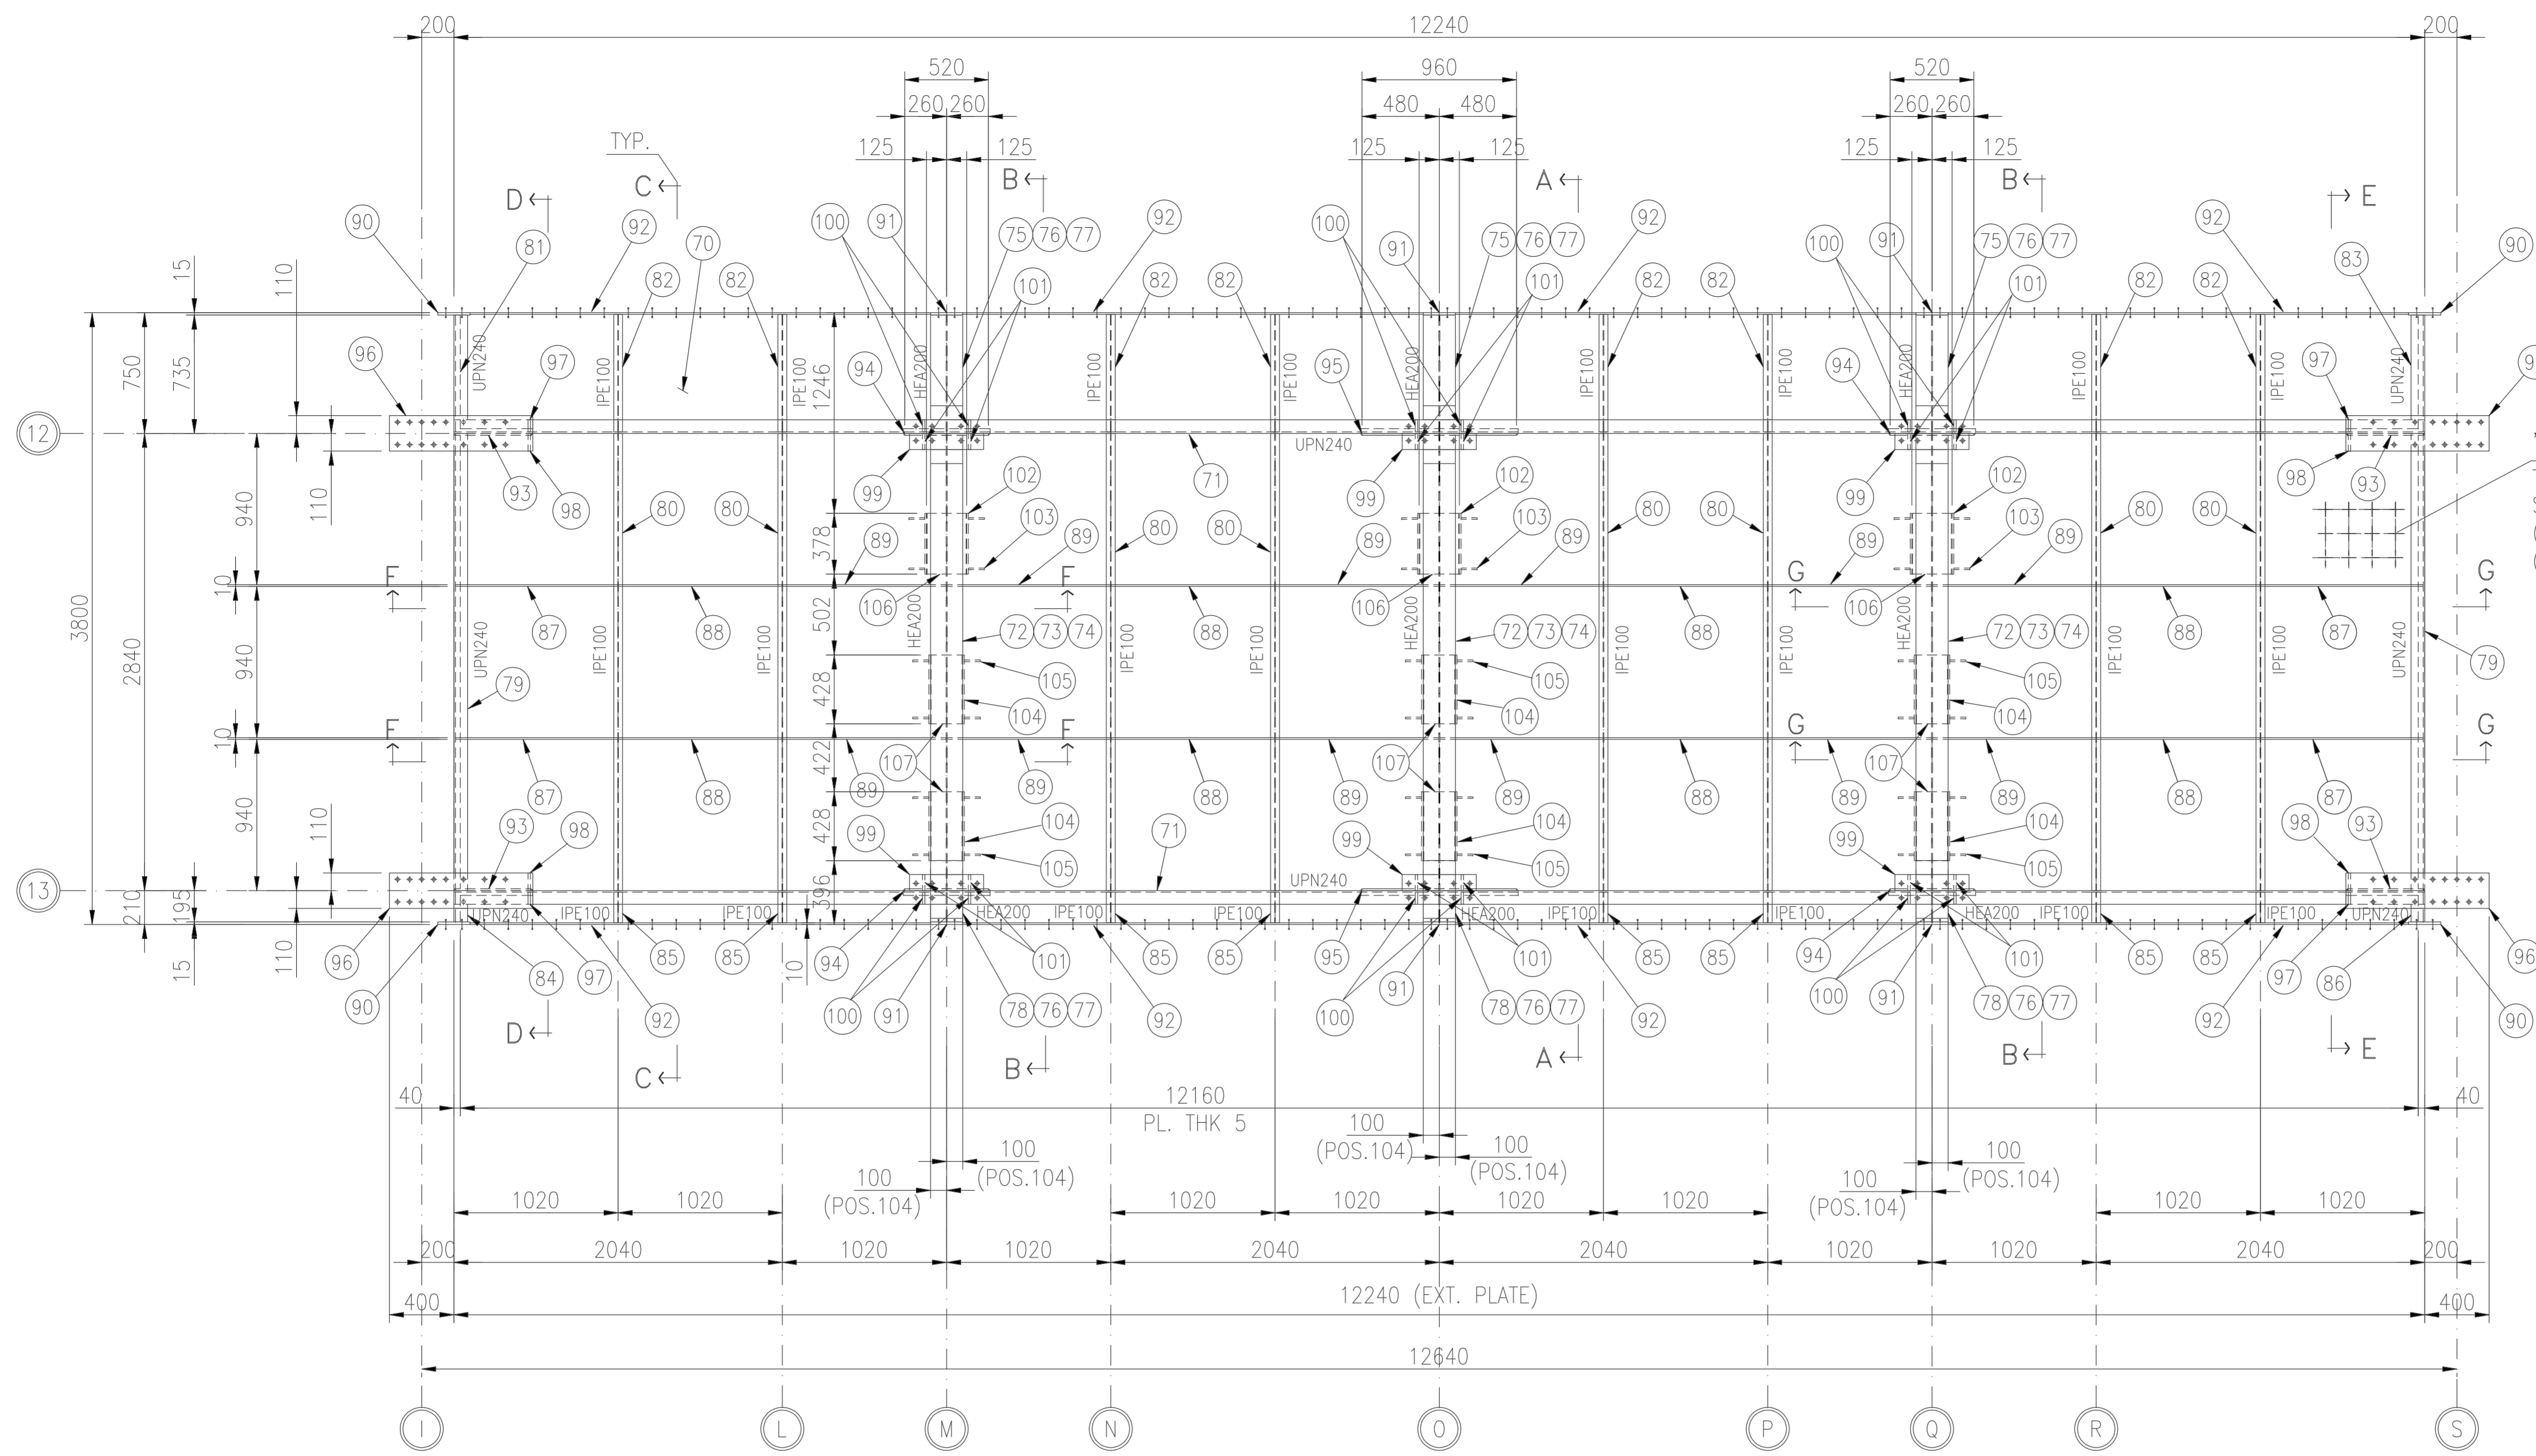 200 12240 200
520 960 520
260 260 480 480 260 260
TYP. 125 125 125 125 125 125
D C B A B E
90 81 92 70 100 91 75 76 77 92 100 91 75 76 77 92 100 91 75 76 77 92 83 90
15 110 82 82 101 82 82 101 82 82 101 82 82
750 735 96 UPN240 97 IPE100 IPE100 1246 94 HEA200 IPE100 IPE100 95 HEA200 IPE100 IPE100 94 HEA200 IPE100 IPE100 97 UPN240
12
UPN240
110 93 98 99 71 99 99 98 93
940 80 80 102 80 80 102 80 80 102 80 80
378 103 103 103
89 89 89 89 89 89
10 F F G G
106 106 106
3800 2840 940 87 88 502 HEA200 72 73 74 88 HEA200 72 73 74 88 HEA200 72 73 74 88 87
UPN240 IPE100 IPE100 IPE100 IPE100 IPE100 IPE100 IPE100 IPE100 UPN240
79 428 105 105 105 79
104 104 104
10 F F G G
422 107 107 107
940 87 88 89 89 88 89 89 88 89 89 88 87
110 93 98 428 99 104 71 99 104 99 104 98 93
105 105 105
13
UPN240
210 195 396
UPN240 IPE100 IPE100 HEA200 IPE100 IPE100 HEA200 IPE100 IPE100 HEA200 IPE100 IPE100 UPN240
15 110 96 85 85 94 10 101 85 85 95 101 85 85 94 101 85 85 97 86 96
90 84 97 92 100 91 78 76 77 92 100 91 78 76 77 92 100 91 78 76 77 92 90
D C B A B E
40 12160 40
PL. THK 5
100 100 100 100 100 100
(POS.104) (POS.104) (POS.104) (POS.104) (POS.104) (POS.104)
1020 1020 1020 1020 1020 1020 1020 1020
200 2040 1020 1020 2040 2040 1020 1020 2040 200
400 12240 (EXT. PLATE) 400
12640
I L M N O P Q R S